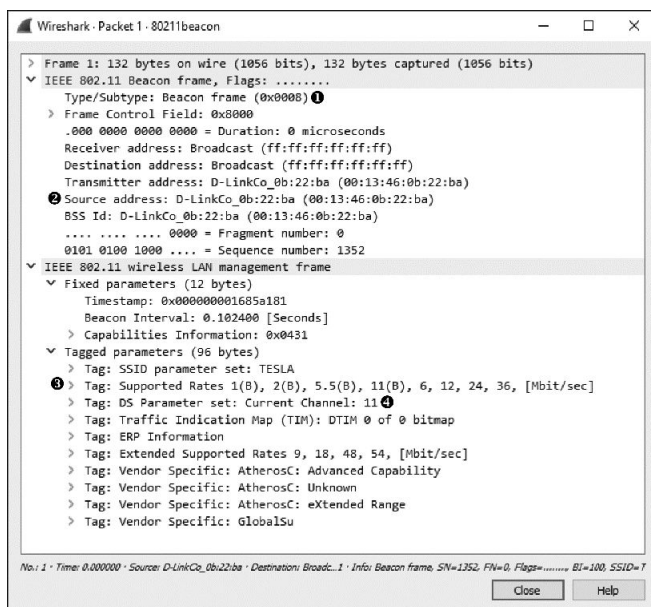 Wireshark · Packet 1 · 80211beacon
> Frame 1: 132 bytes on wire (1056 bits), 132 bytes captured (1056 bits)
IEEE 802.11 Beacon frame, Flags: ........
Type/Subtype: Beacon frame (0x0008) ❶
> Frame Control Field: 0x8000
.000 0000 0000 0000 = Duration: 0 microseconds
Receiver address: Broadcast (ff:ff:ff:ff:ff:ff)
Destination address: Broadcast (ff:ff:ff:ff:ff:ff)
Transmitter address: D-LinkCo_0b:22:ba (00:13:46:0b:22:ba)
❷ Source address: D-LinkCo_0b:22:ba (00:13:46:0b:22:ba)
BSS Id: D-LinkCo_0b:22:ba (00:13:46:0b:22:ba)
.... .... .... 0000 = Fragment number: 0
0101 0100 1000 .... = Sequence number: 1352
IEEE 802.11 wireless LAN management frame
Fixed parameters (12 bytes)
Timestamp: 0x000000001685a181
Beacon Interval: 0.102400 [Seconds]
> Capabilities Information: 0x0431
Tagged parameters (96 bytes)
> Tag: SSID parameter set: TESLA
❸ > Tag: Supported Rates 1(B), 2(B), 5.5(B), 11(B), 6, 12, 24, 36, [Mbit/sec]
> Tag: DS Parameter set: Current Channel: 11 ❹
> Tag: Traffic Indication Map (TIM): DTIM 0 of 0 bitmap
> Tag: ERP Information
> Tag: Extended Supported Rates 9, 18, 48, 54, [Mbit/sec]
> Tag: Vendor Specific: AtherosC: Advanced Capability
> Tag: Vendor Specific: AtherosC: Unknown
> Tag: Vendor Specific: AtherosC: eXtended Range
> Tag: Vendor Specific: GlobalSu
No.: 1 · Time: 0.000000 · Source: D-LinkCo_0b:22:ba · Destination: Broadc...1 · Info: Beacon frame, SN=1352, FN=0, Flags=........, BI=100, SSID=T
Close Help